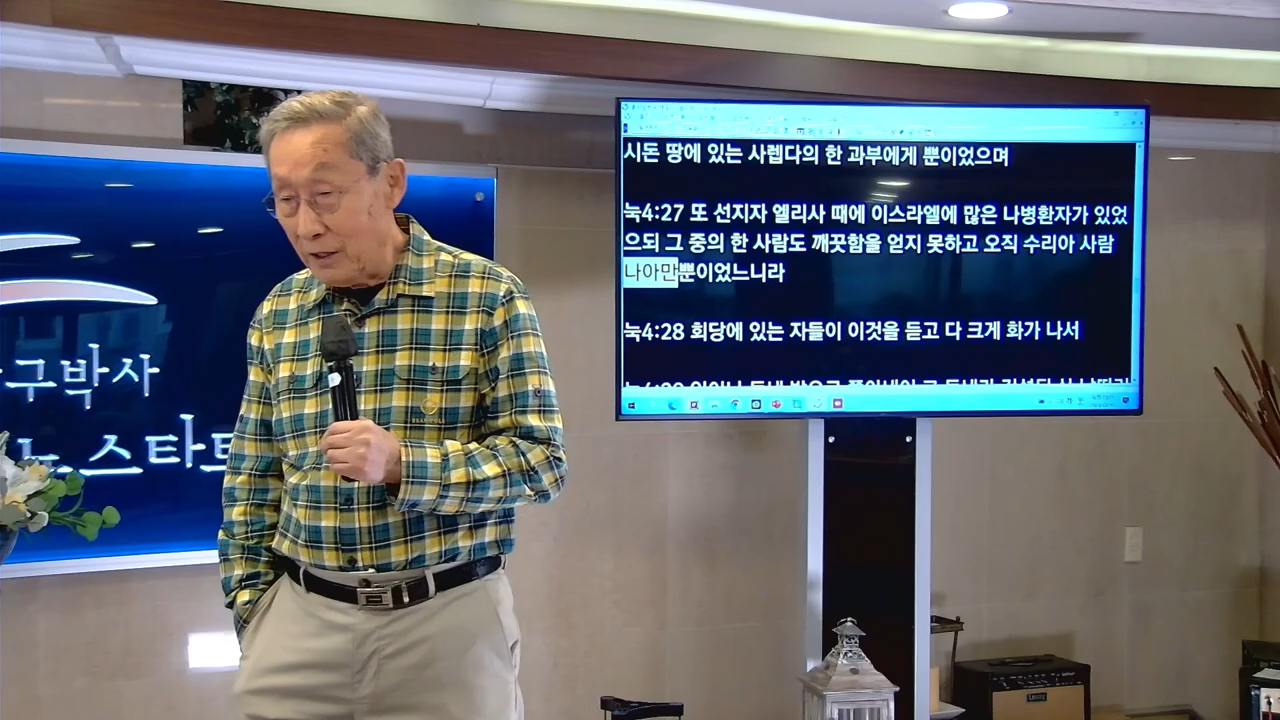 시돈 땅에 있는 사렙다의 한 과부에게 뿐이었으며
눅4:27 또 선지자 엘리사 때에 이스라엘에 많은 나병환자가 있었
으되 그 중의 한 사람도 깨끗함을 얻지 못하고 오직 수리아 사람
나아만뿐이었느니라
눅4:28 회당에 있는 자들이 이것을 듣고 다 크게 화가 나서
구박사
스타트
BEAN POLE